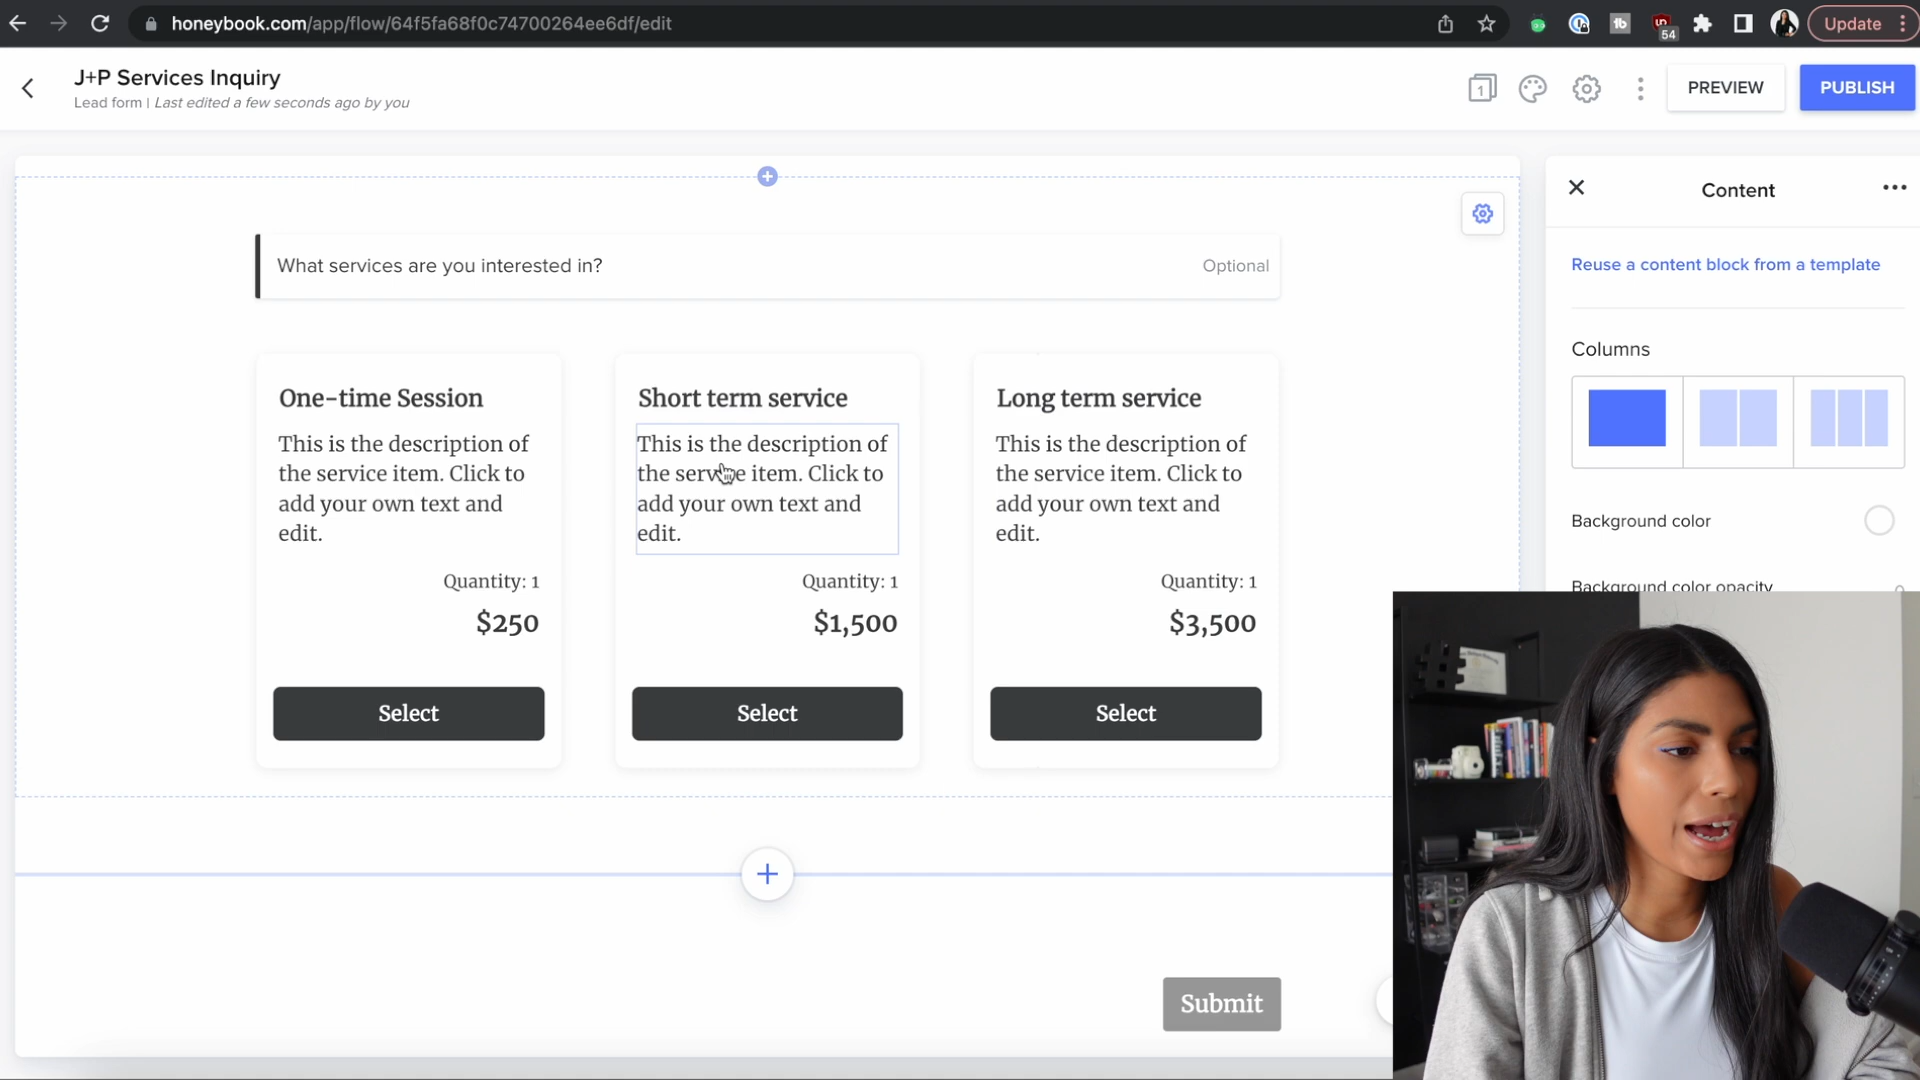 honeybook.com/app/flow/64f5fa68f0c74700264ee6df/edit
54
Update
J+P Services Inquiry
Lead form | Last edited a few seconds ago by you
1
PREVIEW
PUBLISH
What services are you interested in?
Optional
One-time Session
This is the description of
the service item. Click to
add your own text and
edit.
Quantity: 1
$250
Select
Short term service
This is the description of
the service item. Click to
add your own text and
edit.
Quantity: 1
$1,500
Select
Long term service
This is the description of
the service item. Click to
add your own text and
edit.
Quantity: 1
$3,500
Select
Submit
Content
Reuse a content block from a template
Columns
Background color
Background color opacity